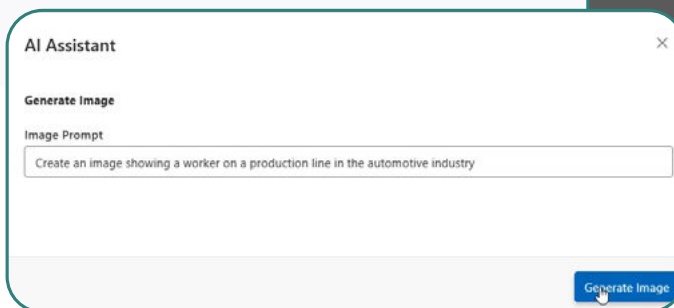 AI Assistant
Generate Image
Image Prompt
Create an image showing a worker on a production line in the automotive industry
Generate Image